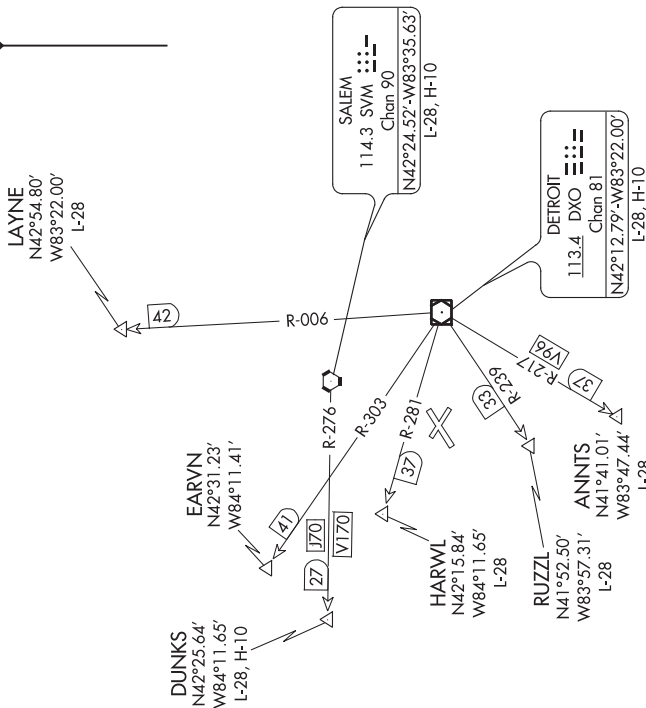 LAYNE
N42°54.80'
W83°22.00'
L-28
SALEM
114.3 SVM
Chan 90
N42°24.52'-W83°35.63'
L-28, H-10
42
R-006
EARVN
N42°31.23'
W84°11.41'
R-276
R-303
41
J70
V170
27
DUNKS
N42°25.64'
W84°11.65'
L-28, H-10
DETROIT
113.4 DXO
Chan 81
N42°12.79'-W83°22.00'
L-28, H-10
R-281
37
HARWL
N42°15.84'
W84°11.65'
L-28
R-239
33
RUZZL
N41°52.50'
W83°57.31'
L-28
V96
R-217
37
ANNTS
N41°41.01'
W83°47.44'
L-28